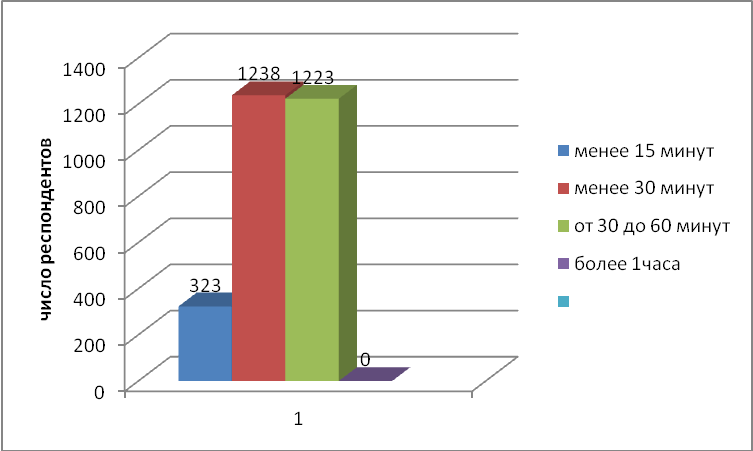 число респондентов
1400
1200
1000
800
600
400
200
0
323
1238
1223
0
1
менее 15 минут
менее 30 минут
от 30 до 60 минут
более 1часа